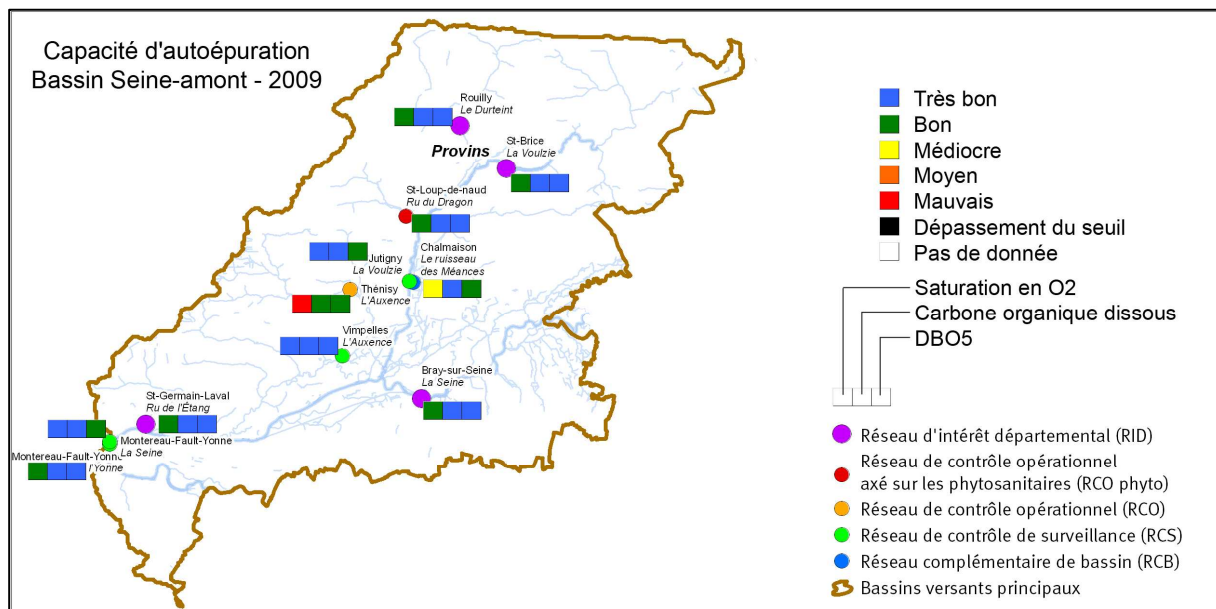 Capacité d'autoépuration
Bassin Seine-amont - 2009
Rouilly
Le Durteint
Provins
St-Brice
La Voulzie
St-Loup-de-naud
Ru du Dragon
Jutigny
La Voulzie
Chalmaison
Le ruisseau
des Méances
Thénisy
L'Auxence
Vimpelles
L'Auxence
Bray-sur-Seine
La Seine
St-Germain-Laval
Ru de l'Étang
Montereau-Fault-Yonne
La Seine
Montereau-Fault-Yonne
l'Yonne
Très bon
Bon
Médiocre
Moyen
Mauvais
Dépassement du seuil
Pas de donnée
Saturation en O2
Carbone organique dissous
DBO5
Réseau d'intérêt départemental (RID)
Réseau de contrôle opérationnel
axé sur les phytosanitaires (RCO phyto)
Réseau de contrôle opérationnel (RCO)
Réseau de contrôle de surveillance (RCS)
Réseau complémentaire de bassin (RCB)
Bassins versants principaux